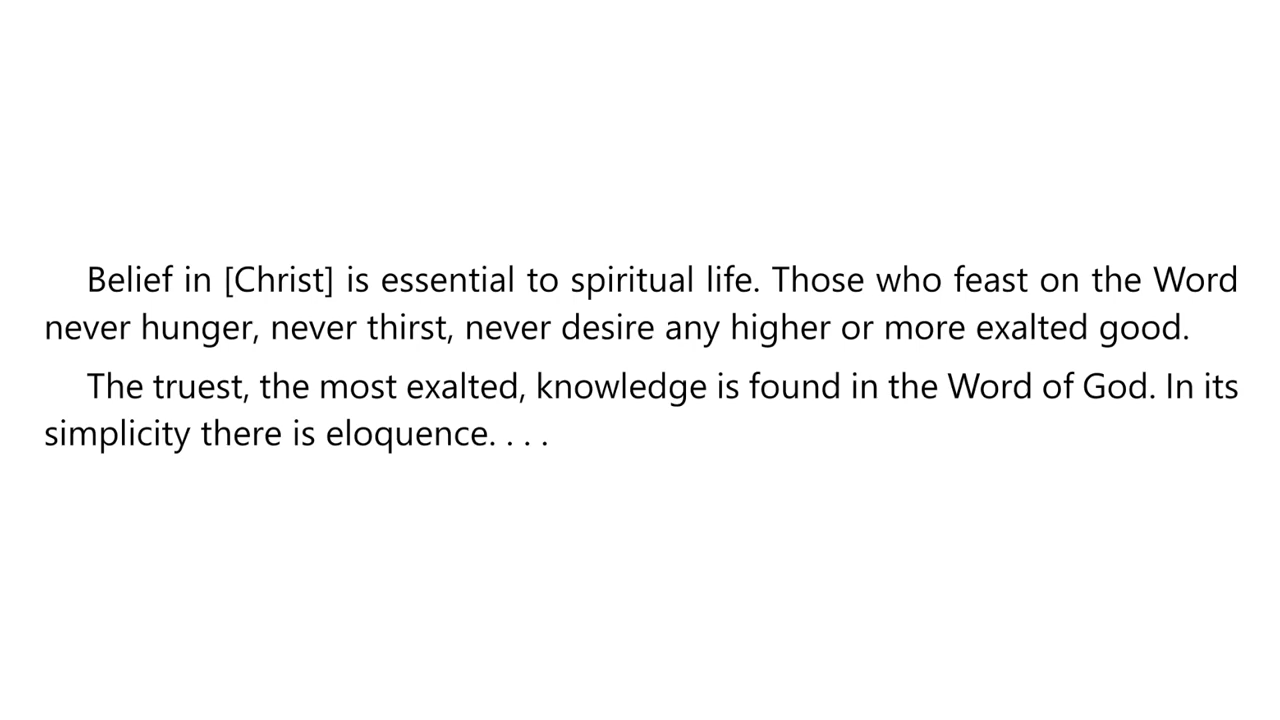 Belief in [Christ] is essential to spiritual life. Those who feast on the Word
never hunger, never thirst, never desire any higher or more exalted good.
The truest, the most exalted, knowledge is found in the Word of God. In its
simplicity there is eloquence. . . .